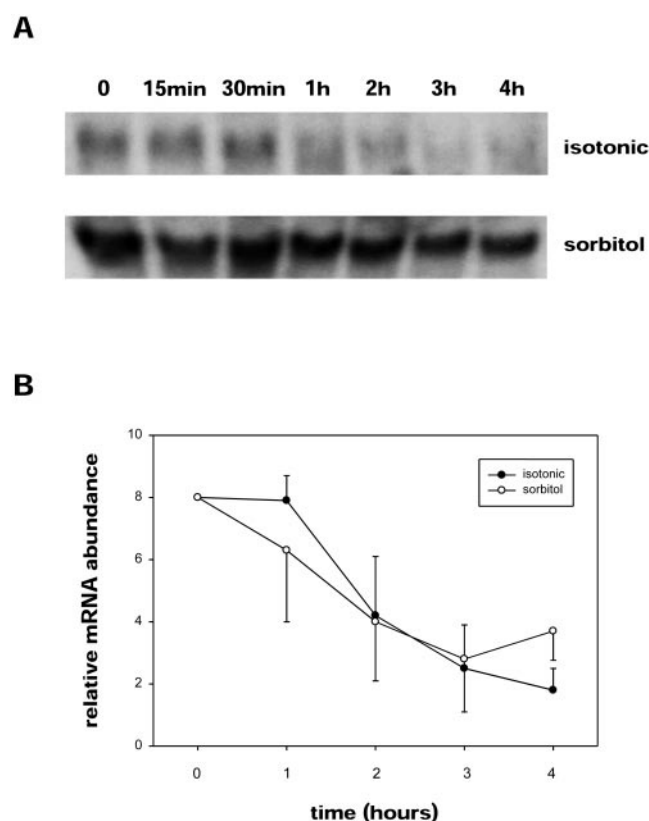 A
0 15min 30min 1h 2h 3h 4h
isotonic
sorbitol
B
10
8
6
4
2
0
relative mRNA abundance
isotonic
sorbitol
0 1 2 3 4
time (hours)